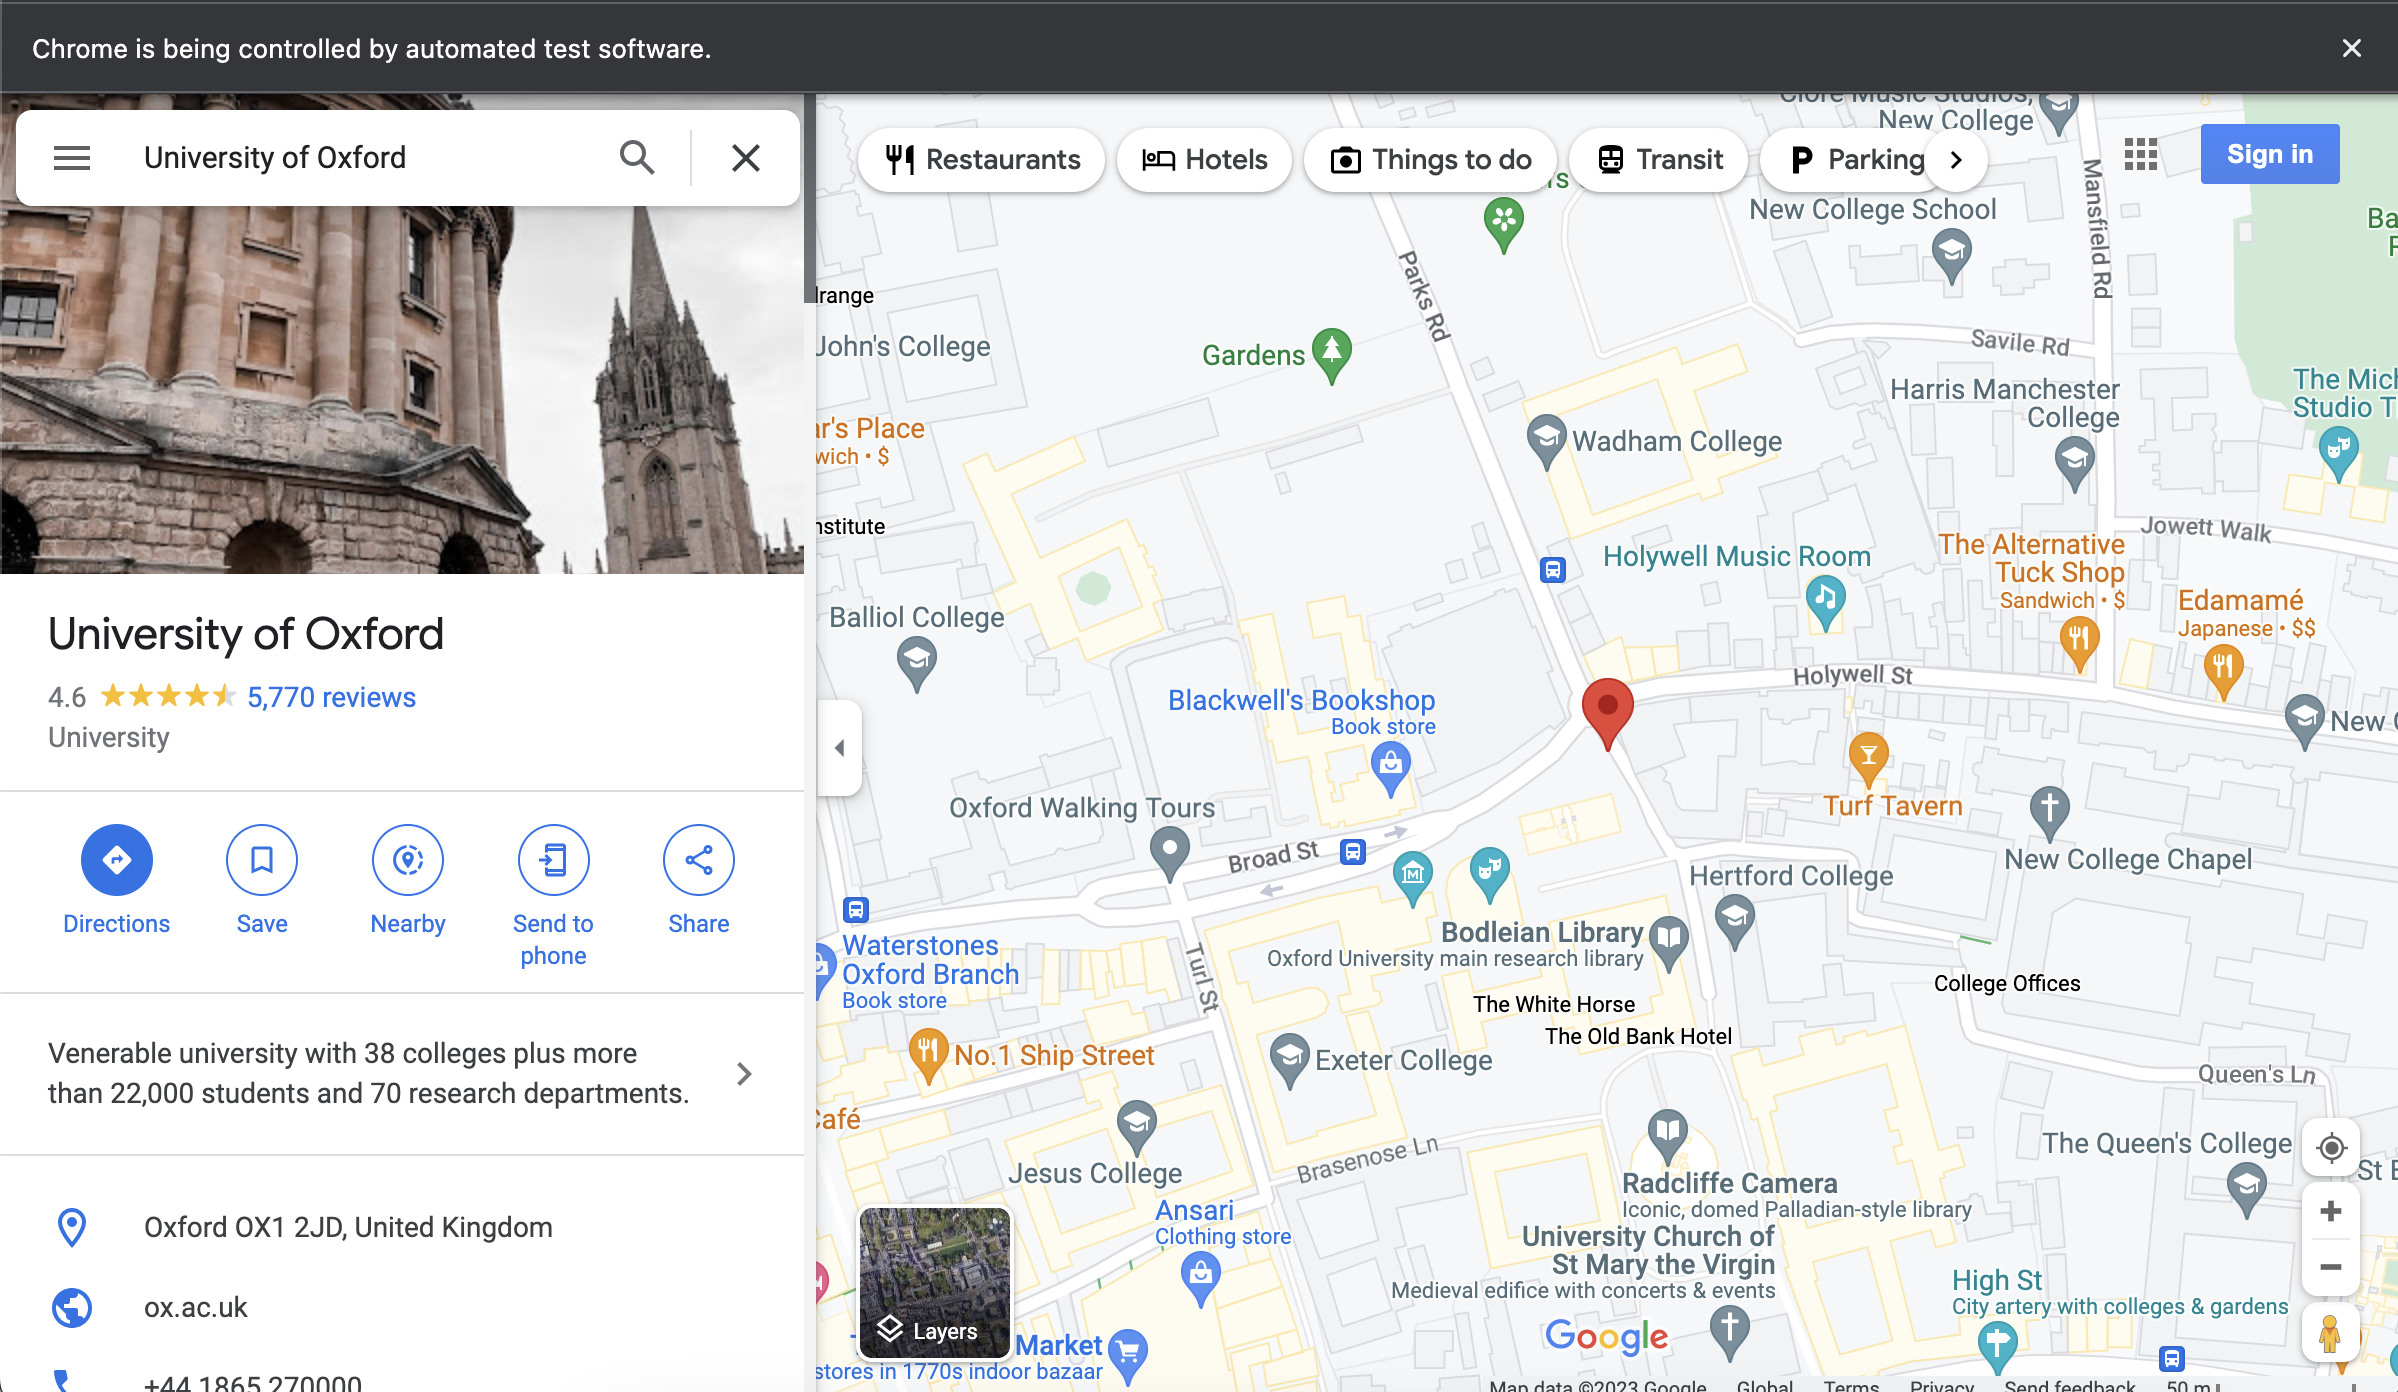 Chrome is being controlled by automated test software.
University of Oxford
Restaurants
Hotels
Things to do
Transit
Parking
Sign in
University of Oxford
4.6
5,770 reviews
University
Directions
Save
Nearby
Send to
phone
Share
Venerable university with 38 colleges plus more
than 22,000 students and 70 research departments.
Oxford OX1 2JD, United Kingdom
ox.ac.uk
+44 1865 270000
New College
New College School
Mansfield Rd
Parks Rd
John's College
Gardens
Savile Rd
Harris Manchester
College
Wadham College
Place
$
Jowett Walk
Holywell Music Room
The Alternative
Tuck Shop
Sandwich • $
Edamamé
Japanese • $$
Balliol College
Holywell St
Blackwell's Bookshop
Book store
New
Turf Tavern
Oxford Walking Tours
Broad St
New College Chapel
Hertford College
Waterstones
Oxford Branch
Book store
Turl St
Bodleian Library
Oxford University main research library
The White Horse
The Old Bank Hotel
College Offices
No.1 Ship Street
Exeter College
Queen's Ln
Café
Jesus College
Brasenose Ln
The Queen's College
Radcliffe Camera
Iconic, domed Palladian-style library
Ansari
Clothing store
University Church of
St Mary the Virgin
Medieval edifice with concerts & events
High St
City artery with colleges & gardens
Layers
Market
stores in 1770s indoor bazaar
Google
Map data ©2023 Google
Global
Terms
Privacy
Send feedback
50 m